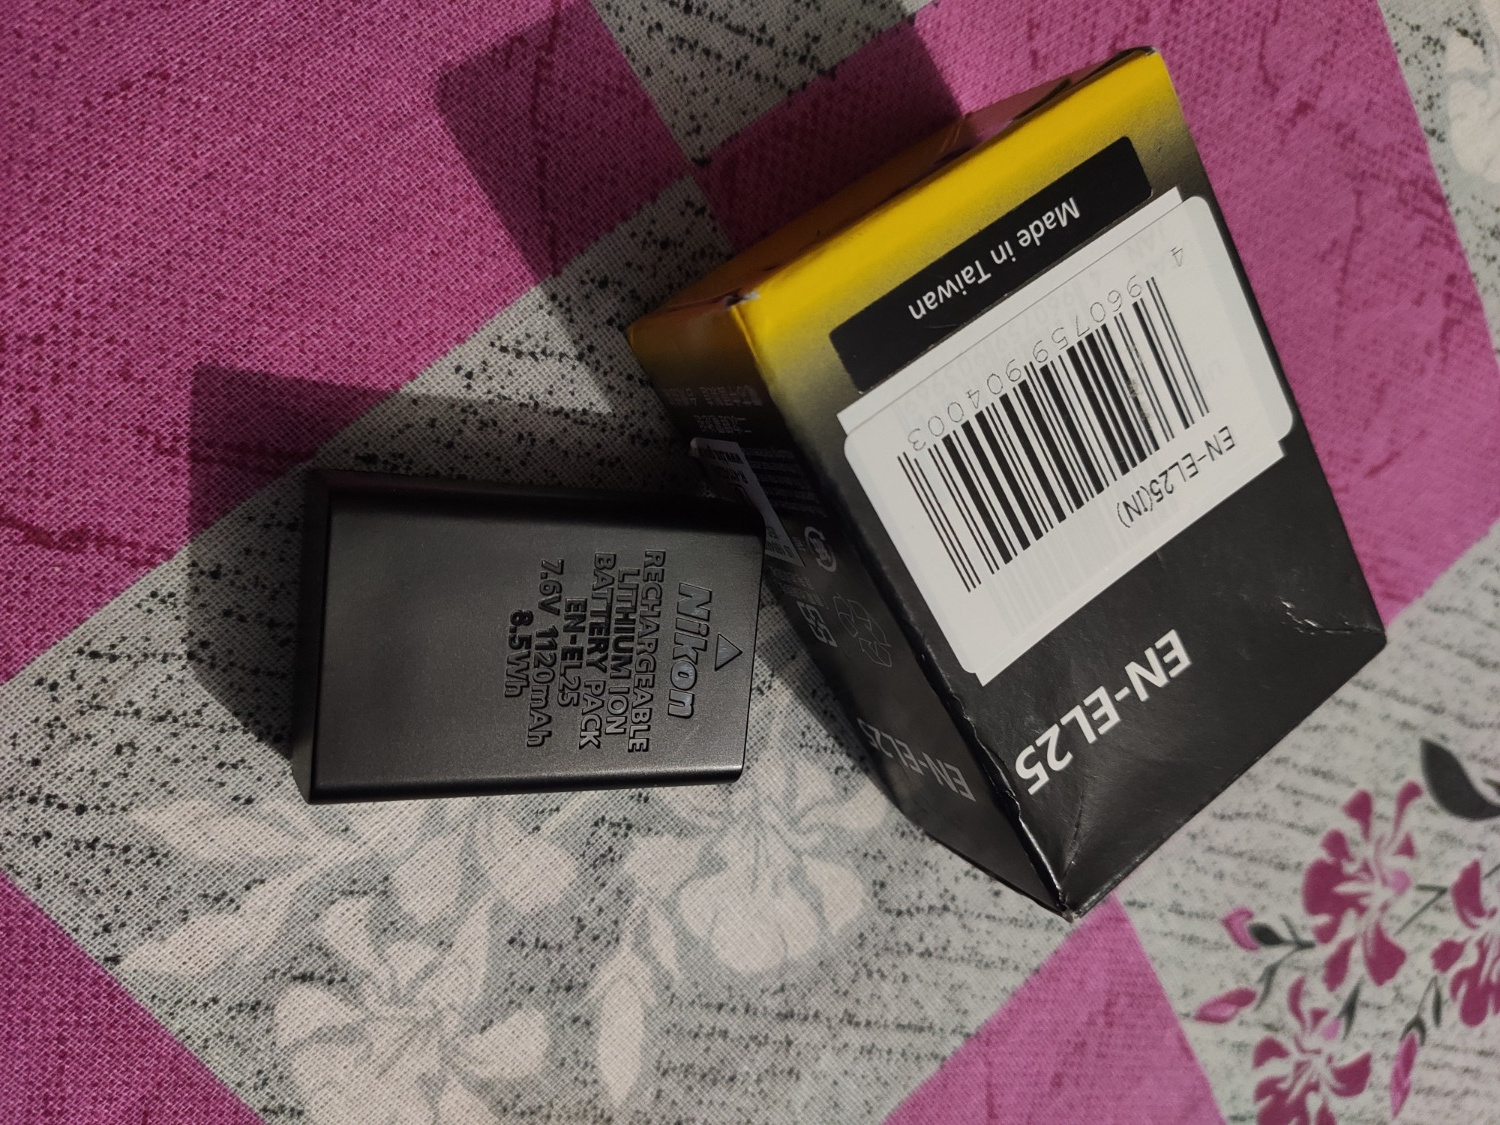 Nikon
RECHARGEABLE
LITHIUM ION
BATTERY PACK
EN-EL25
7.6V 1120mAh
8.5Wh
Made in Taiwan
4 960759 904003
EN-EL25(IN)
EN-EL25
EN-EL25